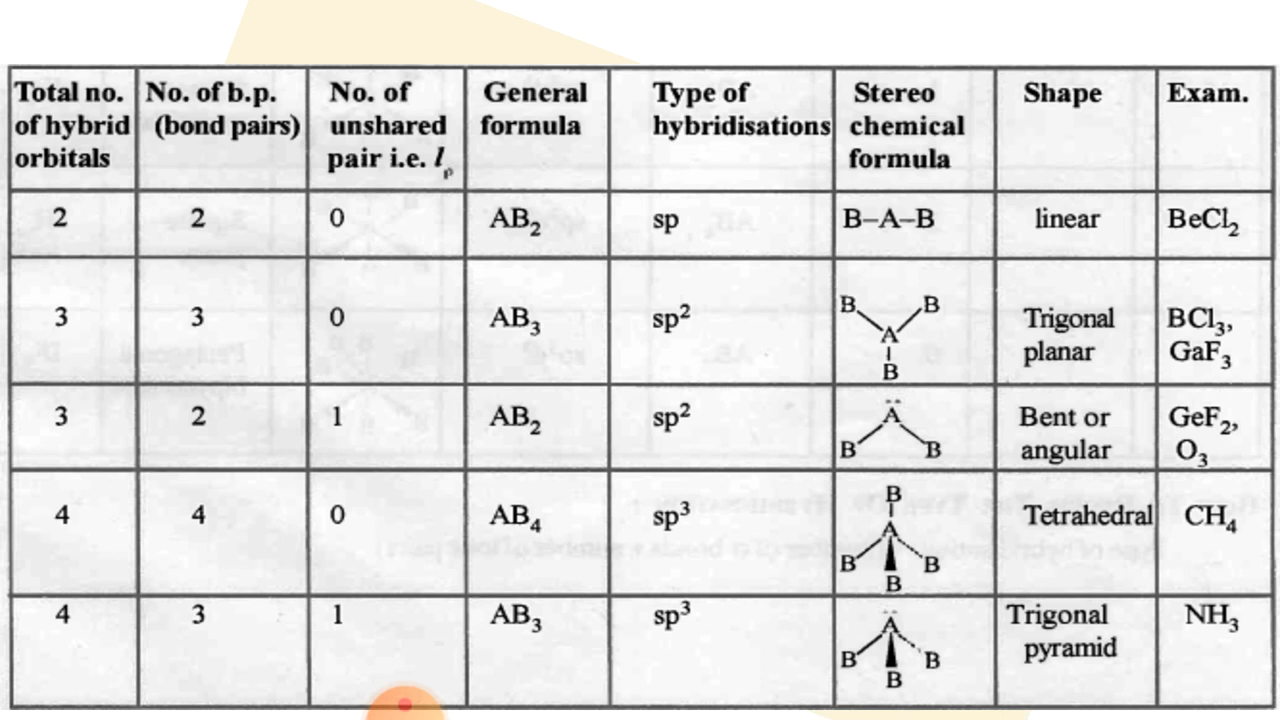 Total no. of hybrid orbitals | No. of b.p. (bond pairs) | No. of unshared pair i.e. lₚ | General formula | Type of hybridisations | Stereo chemical formula | Shape | Exam.
2 | 2 | 0 | AB₂ | sp | B–A–B | linear | BeCl₂
3 | 3 | 0 | AB₃ | sp² | B B A B | Trigonal planar | BCl₃, GaF₃
3 | 2 | 1 | AB₂ | sp² | A B B | Bent or angular | GeF₂, O₃
4 | 4 | 0 | AB₄ | sp³ | B A B B B | Tetrahedral | CH₄
4 | 3 | 1 | AB₃ | sp³ | A B B B | Trigonal pyramid | NH₃